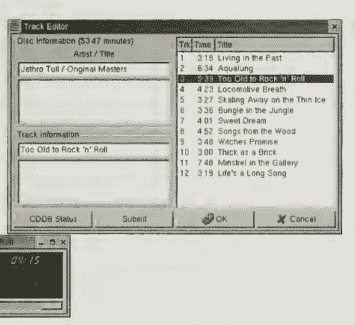 Track Editor
Disc Information (53:47 minutes)
Artist / Title
Jethro Tull / Original Masters
Track Information
Too Old to Rock 'n' Roll
Trk Time Title
1 3:18 Living in the Past
2 6:34 Aqualung
3 5:39 Too Old to Rock 'n' Roll
4 4:23 Locomotive Breath
5 3:27 Skating Away on the Thin Ice
6 3:36 Bungle in the Jungle
7 4:01 Sweet Dream
8 4:52 Songs from the Wood
9 3:48 Witches Promise
10 3:00 Thick as a Brick
11 7:48 Minstrel in the Gallery
12 3:19 Life's a Long Song
CDDB Status Submit OK Cancel
04:15